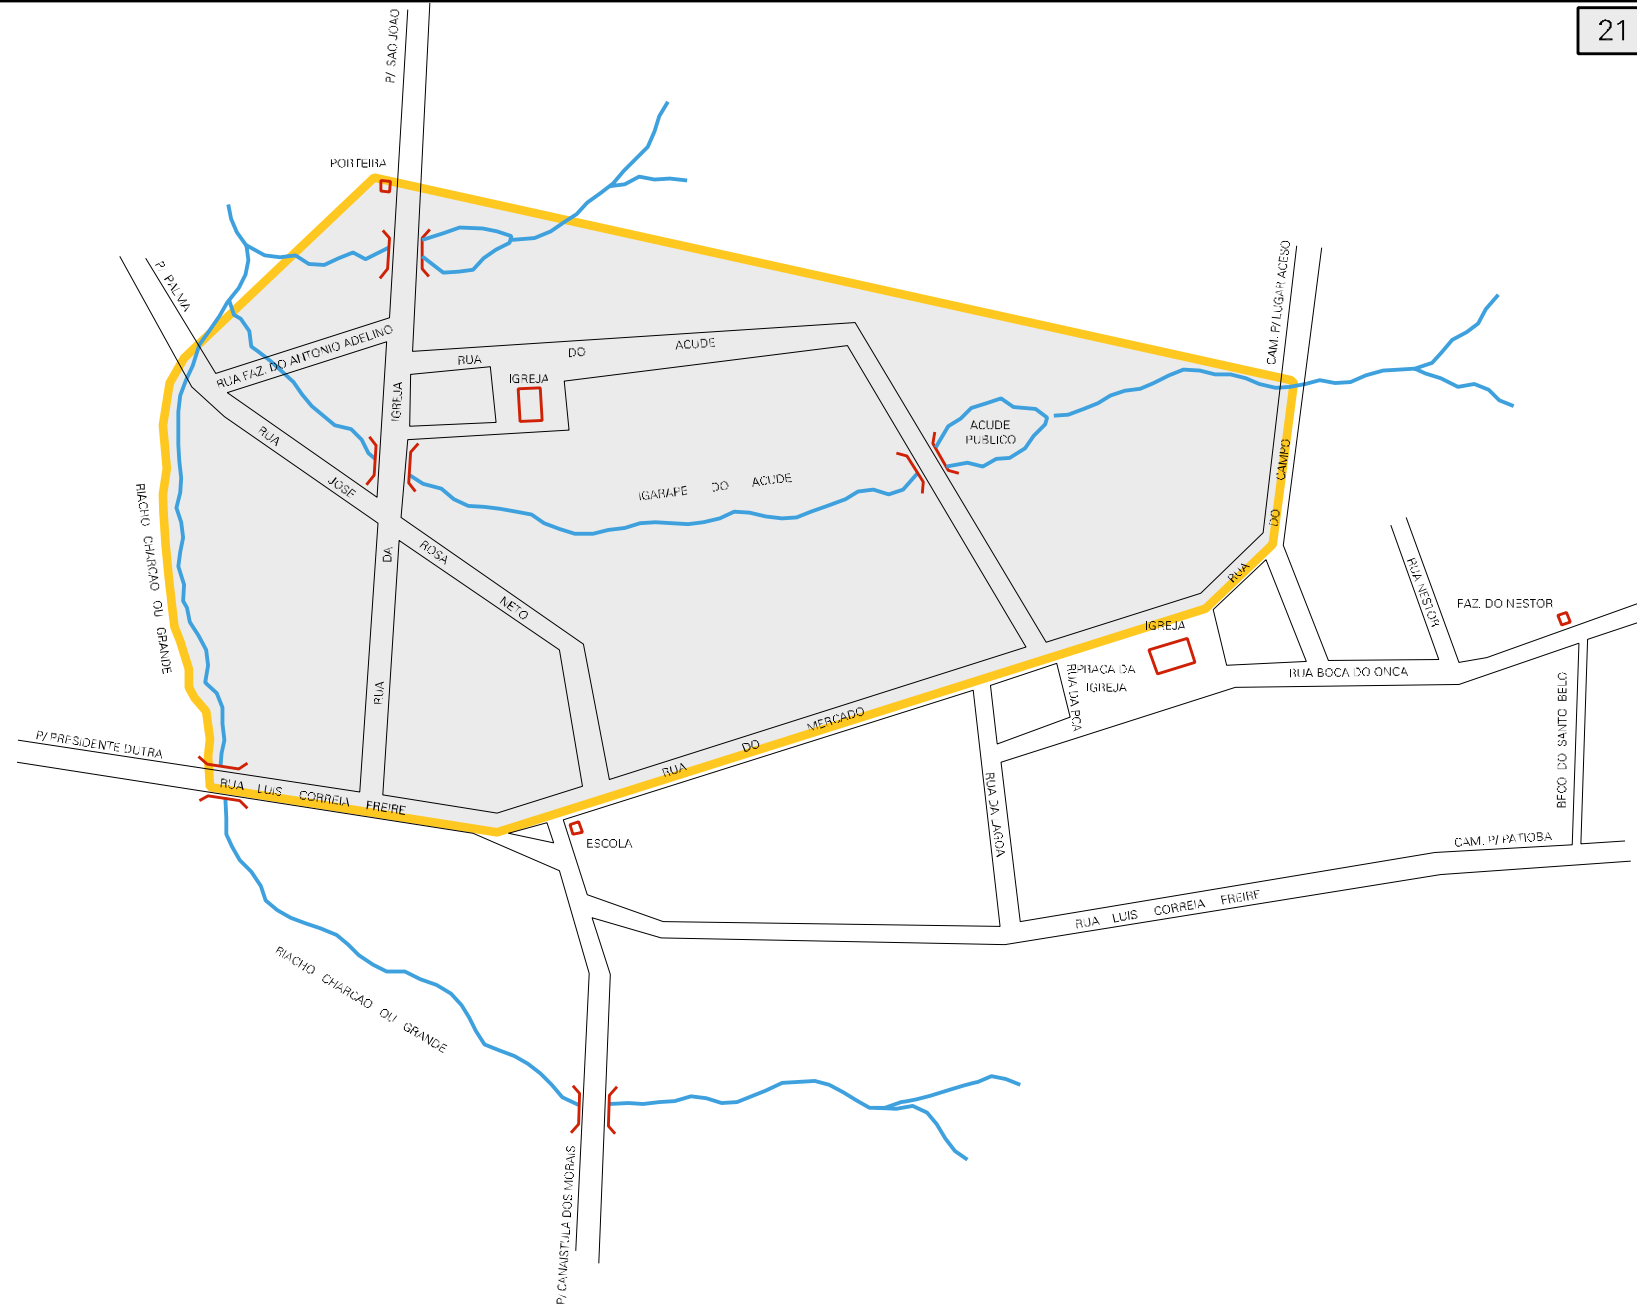 21
P/ SAO JOAO
PORTEIRA
P. PALMA
CAM. P/ LUGAR ACESO
RUA FAZ. DO ANTONIO ADELINO
RUA DO ACUDE
IGREJA
RUA DA IGREJA
ACUDE
PUBLICO
RUA JOSE ROSA NETO
IGARAPE DO ACUDE
RUA DO CAMPO
RIACHO CHARCAO OU GRANDE
RUA NESTOR
FAZ. DO NESTOR
IGREJA
PRACA DA
IGREJA
RUA DA PCA
RUA BOCA DO ONCA
BECO DO SANTO BELO
RUA DO MERCADO
P/ PRESIDENTE DUTRA
RUA LUIS CORREIA FREIRE
ESCOLA
RUA DA LAGOA
CAM. P/ PATIOBA
RUA LUIS CORREIA FREIRE
RIACHO CHARCAO OU GRANDE
P/ CANAISTULA DOS MORAIS